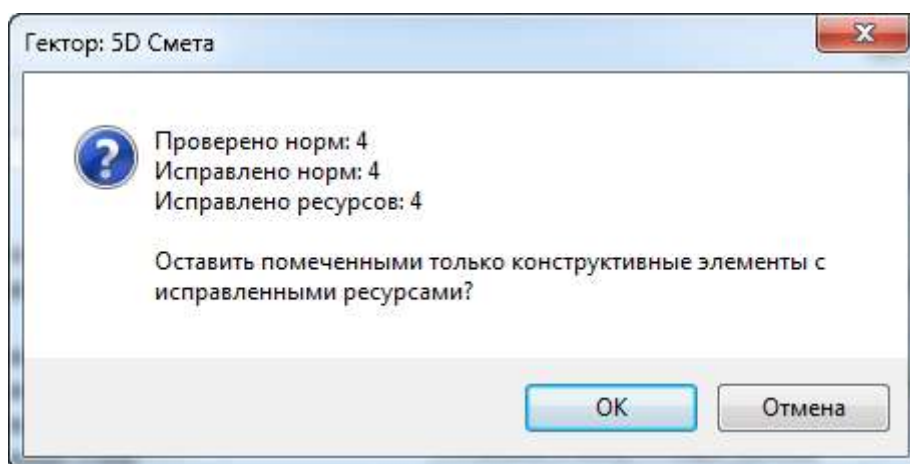 Гектор: 5D Смета
Проверено норм: 4
Исправлено норм: 4
Исправлено ресурсов: 4
Оставить помеченными только конструктивные элементы с
исправленными ресурсами?
ОК
Отмена